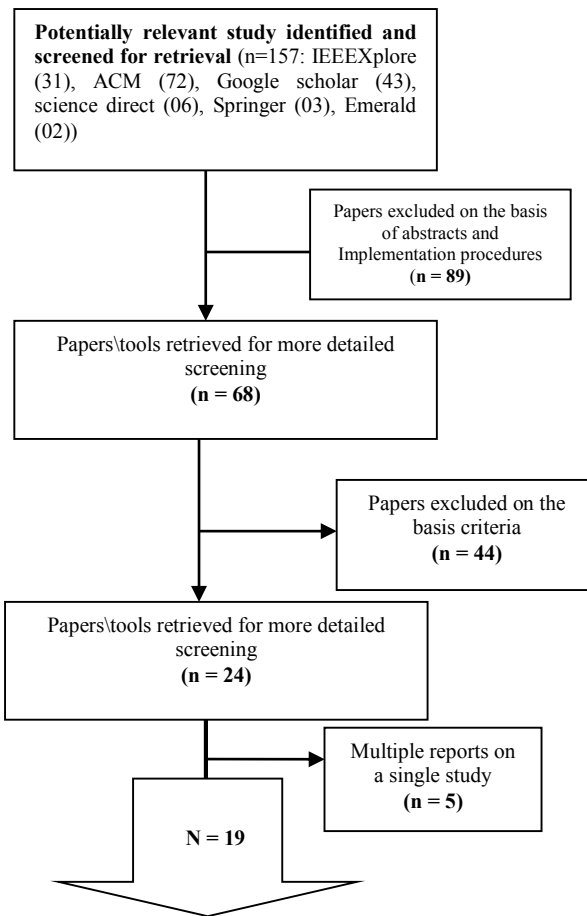 Potentially relevant study identified and
screened for retrieval (n=157: IEEEXplore
(31), ACM (72), Google scholar (43),
science direct (06), Springer (03), Emerald
(02))
Papers excluded on the basis
of abstracts and
Implementation procedures
(n = 89)
Papers\tools retrieved for more detailed
screening
(n = 68)
Papers excluded on the
basis criteria
(n = 44)
Papers\tools retrieved for more detailed
screening
(n = 24)
Multiple reports on
a single study
(n = 5)
N = 19